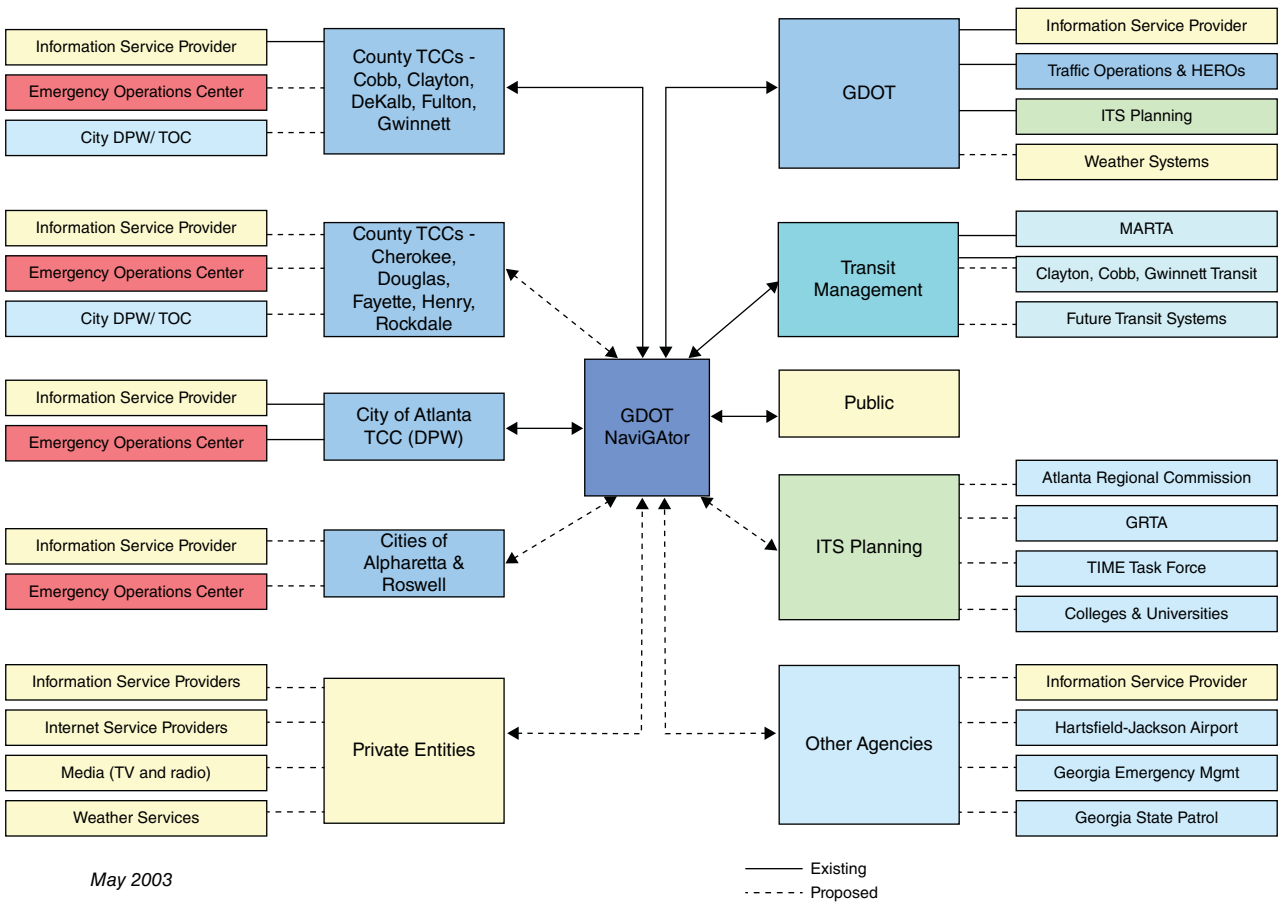 Information Service Provider
Emergency Operations Center
City DPW/ TOC
County TCCs -
Cobb, Clayton,
DeKalb, Fulton,
Gwinnett
GDOT
Information Service Provider
Traffic Operations & HEROs
ITS Planning
Weather Systems
Information Service Provider
Emergency Operations Center
City DPW/ TOC
County TCCs -
Cherokee,
Douglas,
Fayette, Henry,
Rockdale
Transit
Management
MARTA
Clayton, Cobb, Gwinnett Transit
Future Transit Systems
Information Service Provider
Emergency Operations Center
City of Atlanta
TCC (DPW)
GDOT
NaviGAtor
Public
Information Service Provider
Emergency Operations Center
Cities of
Alpharetta &
Roswell
ITS Planning
Atlanta Regional Commission
GRTA
TIME Task Force
Colleges & Universities
Information Service Providers
Internet Service Providers
Media (TV and radio)
Weather Services
Private Entities
Other Agencies
Information Service Provider
Hartsfield-Jackson Airport
Georgia Emergency Mgmt
Georgia State Patrol
May 2003
Existing
Proposed